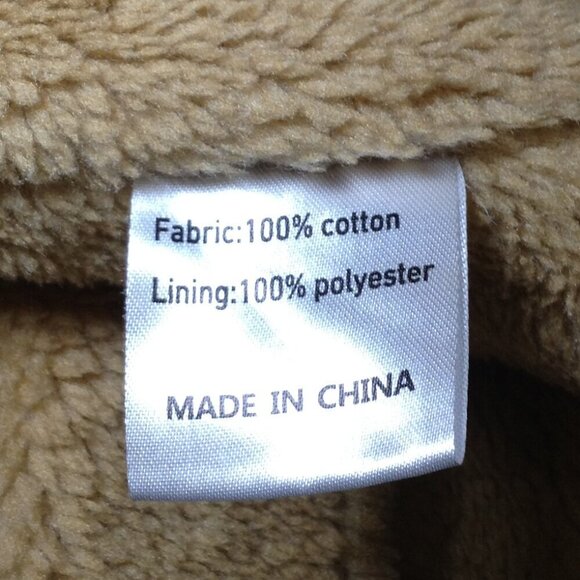 Fabric:100% cotton
Lining:100% polyester
MADE IN CHINA